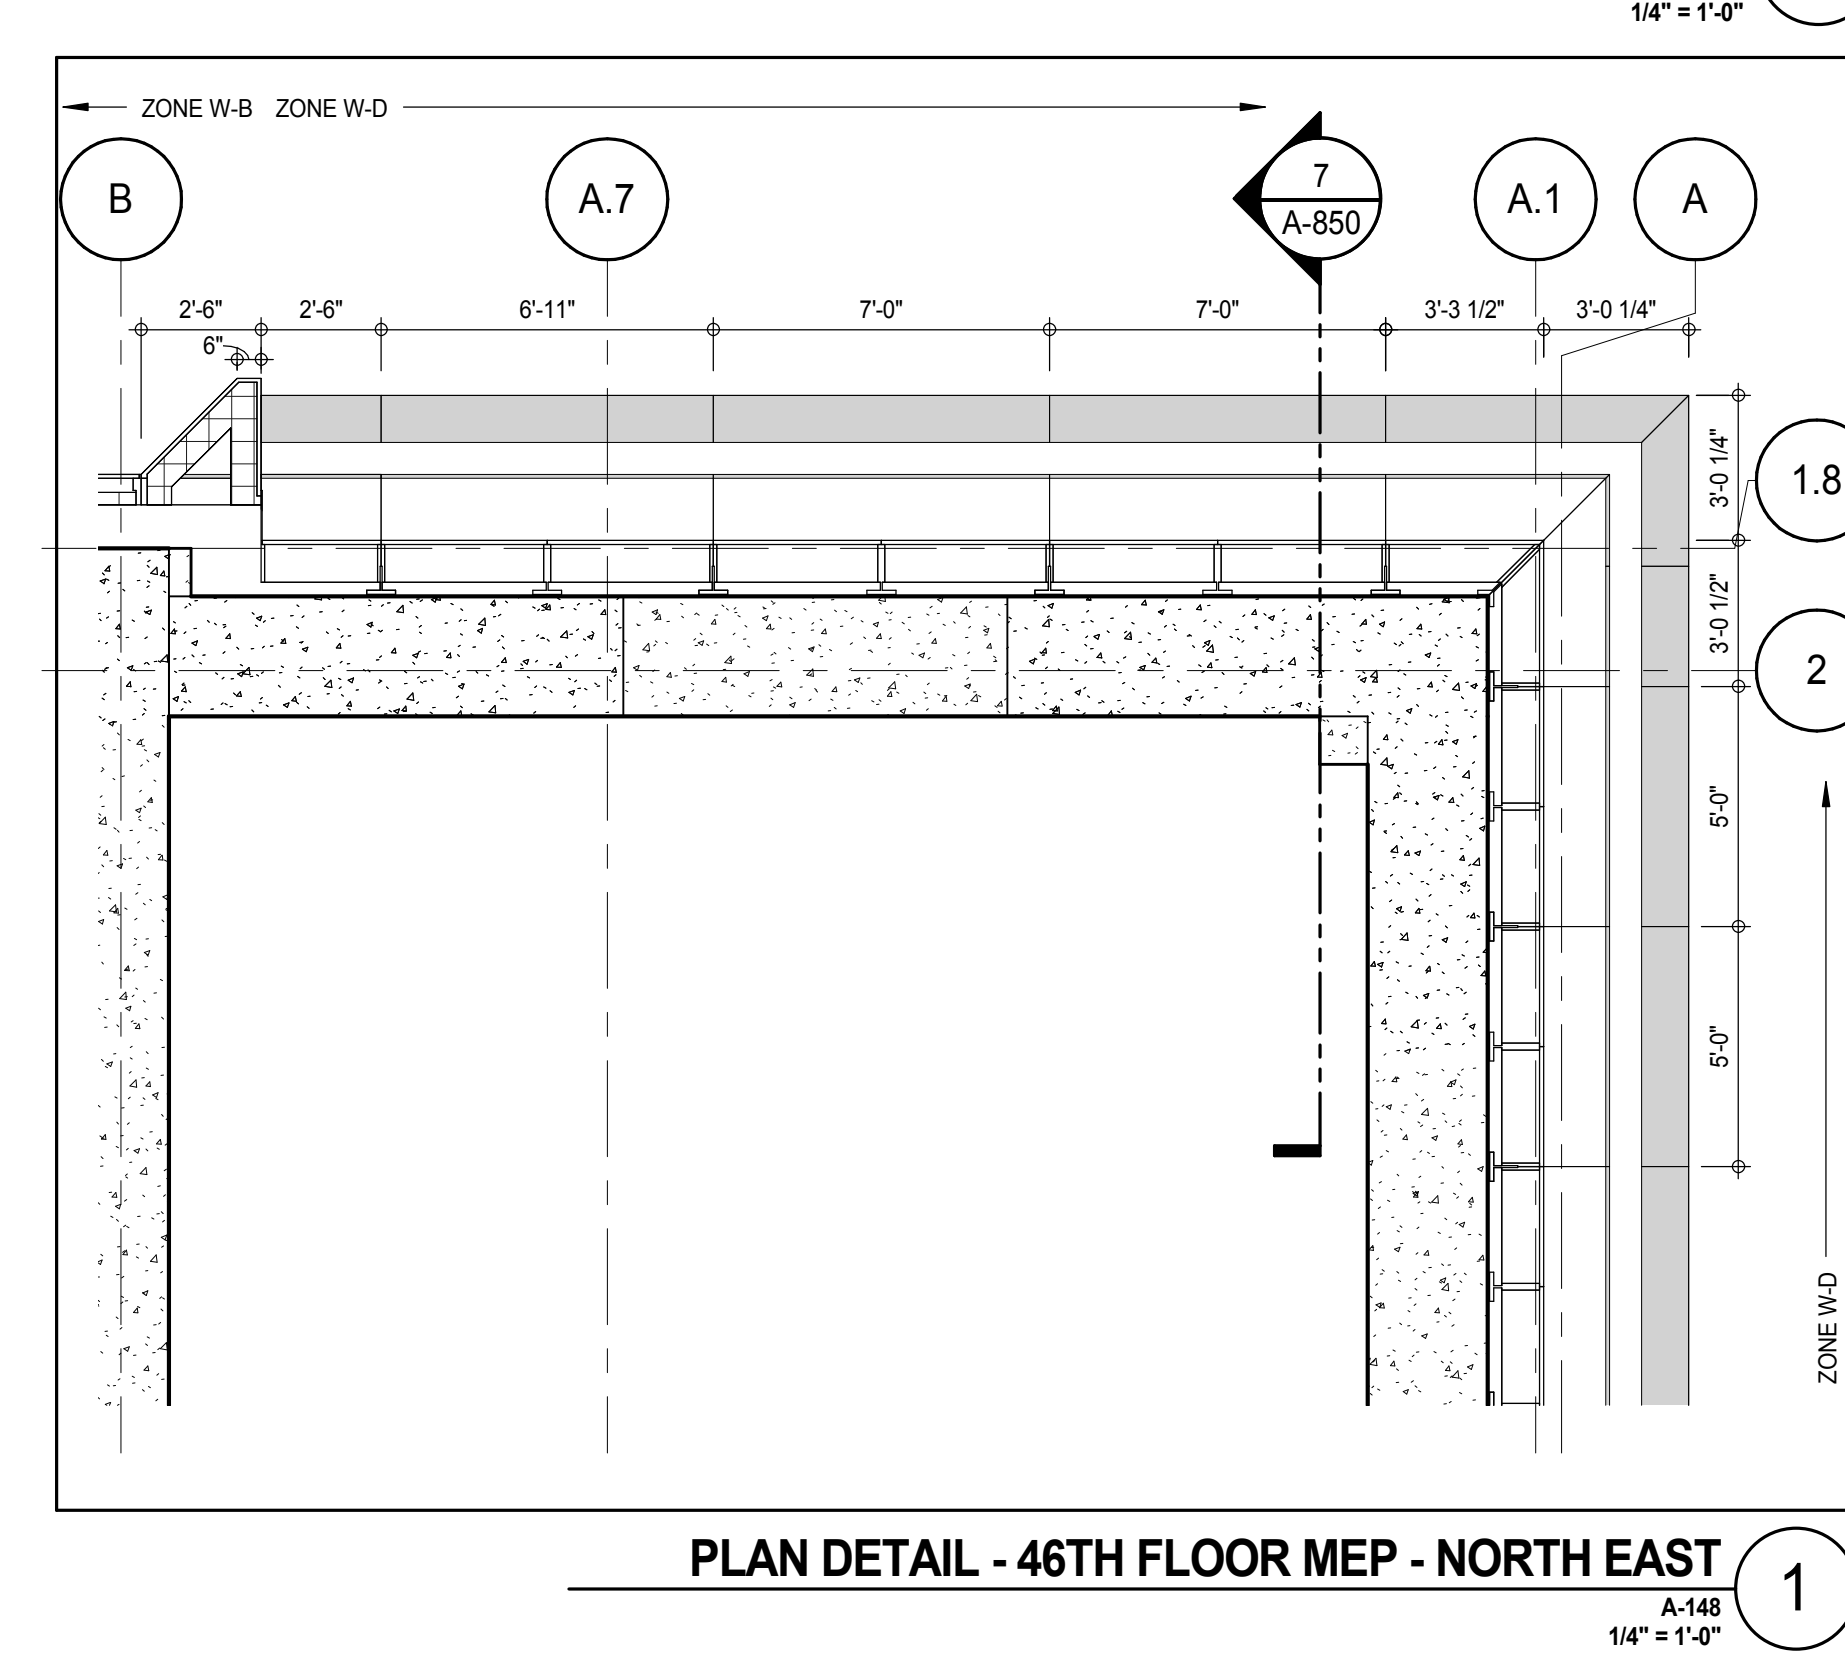 1/4" = 1'-0"
ZONE W-B ZONE W-D
B
A.7
7
A-850
A.1
A
2'-6" 2'-6" 6'-11" 7'-0" 7'-0" 3'-3 1/2" 3'-0 1/4"
6"
3'-0 1/4"
1.8
3'-0 1/2"
2
5'-0"
5'-0"
ZONE W-D
PLAN DETAIL - 46TH FLOOR MEP - NORTH EAST
1
A-148
1/4" = 1'-0"